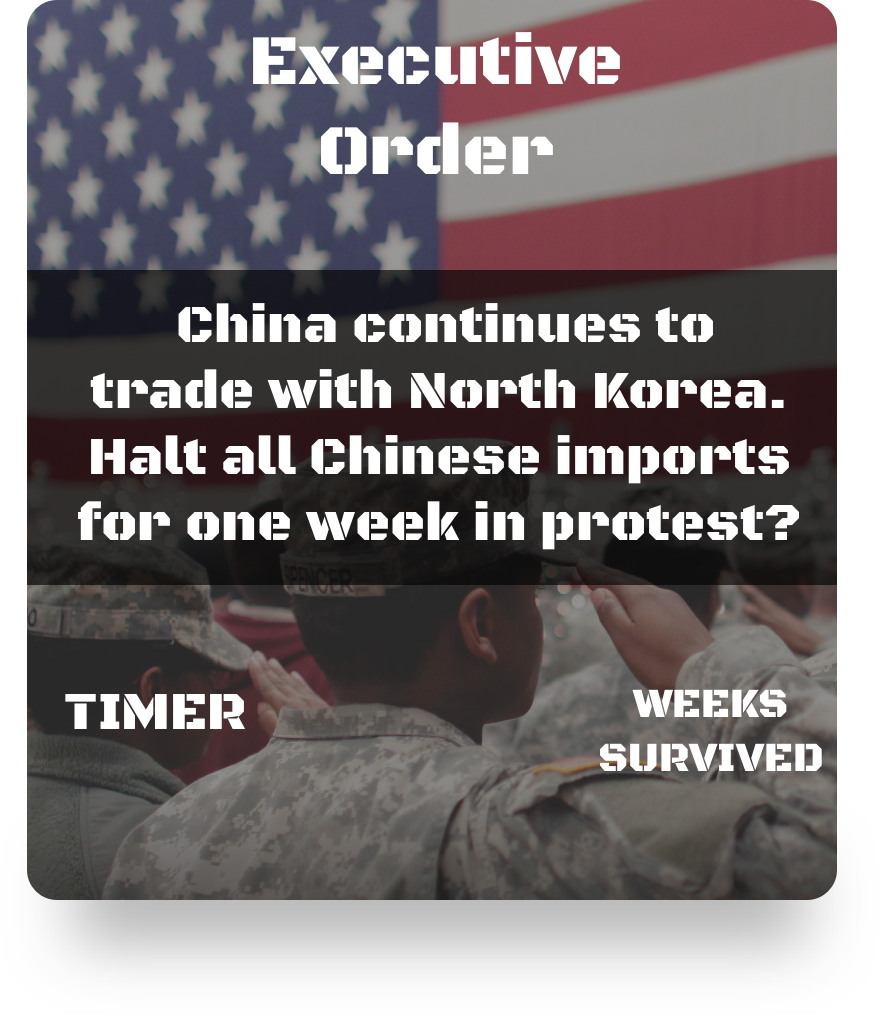 Executive
Order
China continues to
trade with North Korea.
Halt all Chinese imports
for one week in protest?
SPENCER
O
TIMER
WEEKS
SURVIVED